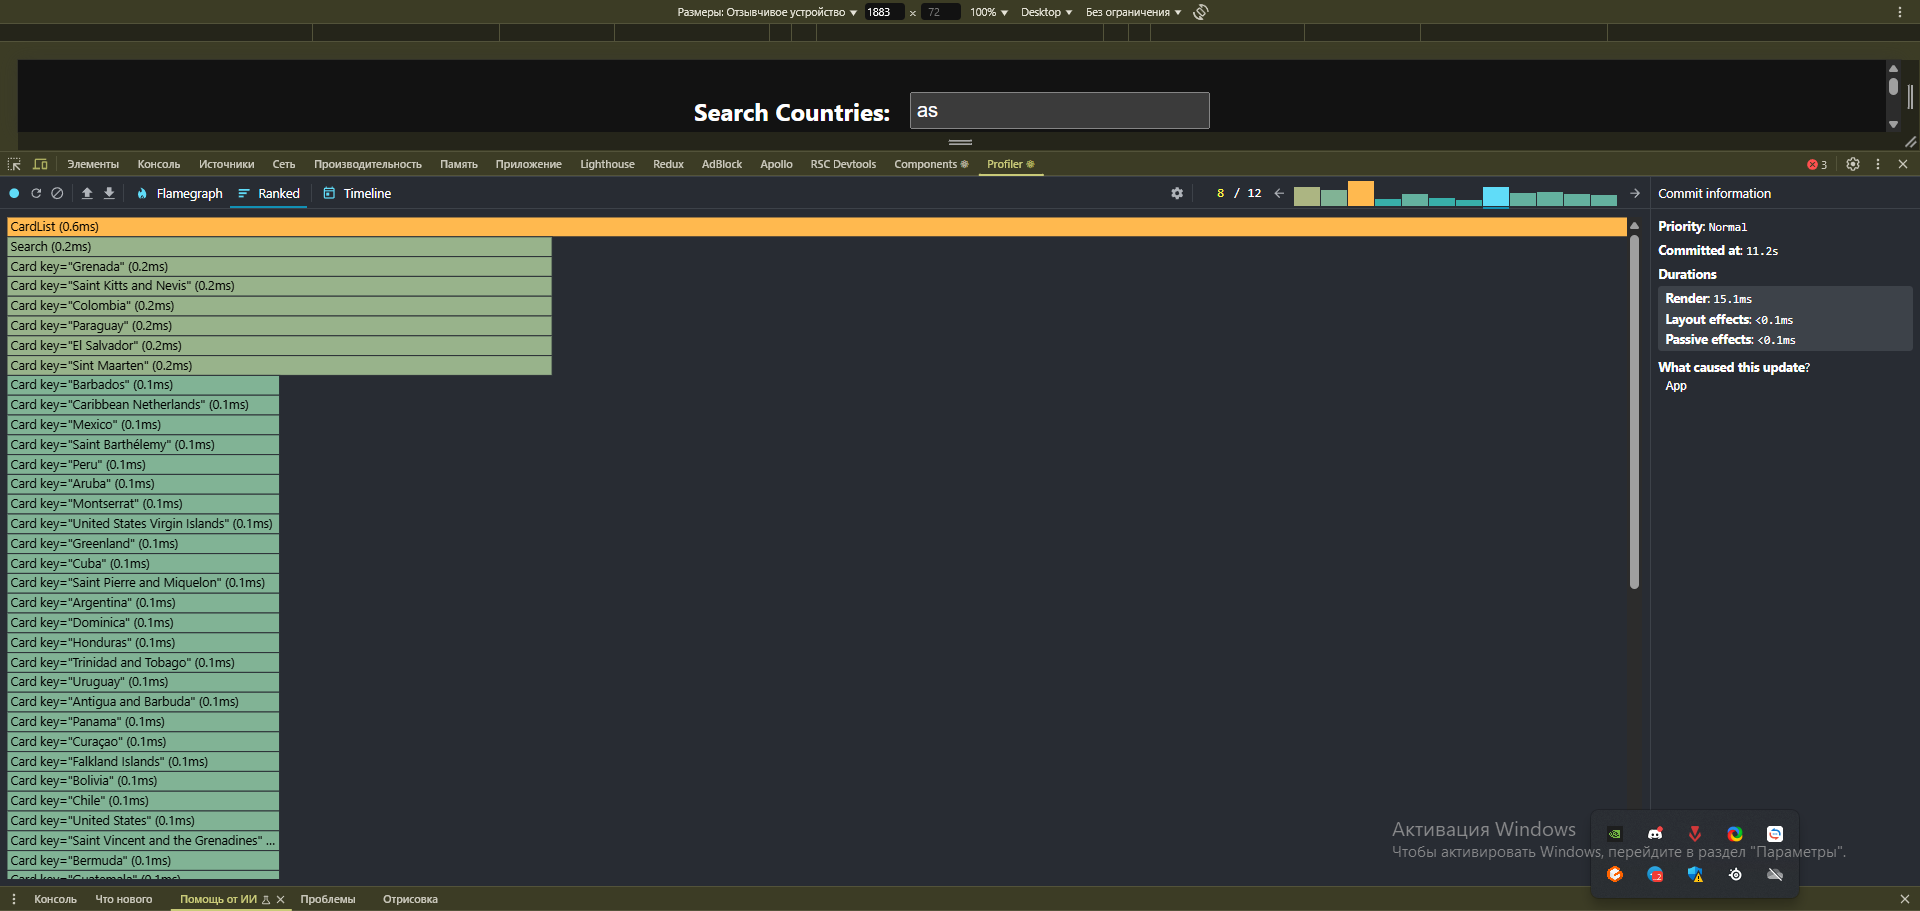 Размеры: Отзывчивое устройство ▼ 1883 × 72 100% ▼ Desktop ▼ Без ограничения ▼
Search Countries: as
Элементы Консоль Источники Сеть Производительность Память Приложение Lighthouse Redux AdBlock Apollo RSC Devtools Components Profiler 3
Flamegraph Ranked Timeline 8 / 12 Commit information
CardList (0.6ms)
Search (0.2ms)
Card key="Grenada" (0.2ms)
Card key="Saint Kitts and Nevis" (0.2ms)
Card key="Colombia" (0.2ms)
Card key="Paraguay" (0.2ms)
Card key="El Salvador" (0.2ms)
Card key="Sint Maarten" (0.2ms)
Card key="Barbados" (0.1ms)
Card key="Caribbean Netherlands" (0.1ms)
Card key="Mexico" (0.1ms)
Card key="Saint Barthélemy" (0.1ms)
Card key="Peru" (0.1ms)
Card key="Aruba" (0.1ms)
Card key="Montserrat" (0.1ms)
Card key="United States Virgin Islands" (0.1ms)
Card key="Greenland" (0.1ms)
Card key="Cuba" (0.1ms)
Card key="Saint Pierre and Miquelon" (0.1ms)
Card key="Argentina" (0.1ms)
Card key="Dominica" (0.1ms)
Card key="Honduras" (0.1ms)
Card key="Trinidad and Tobago" (0.1ms)
Card key="Uruguay" (0.1ms)
Card key="Antigua and Barbuda" (0.1ms)
Card key="Panama" (0.1ms)
Card key="Curaçao" (0.1ms)
Card key="Falkland Islands" (0.1ms)
Card key="Bolivia" (0.1ms)
Card key="Chile" (0.1ms)
Card key="United States" (0.1ms)
Card key="Saint Vincent and the Grenadines" ...
Card key="Bermuda" (0.1ms)
Card key="Guatemala" (0.1ms)
Priority: Normal
Committed at: 11.2s
Durations
Render: 15.1ms
Layout effects: <0.1ms
Passive effects: <0.1ms
What caused this update?
App
Активация Windows
Чтобы активировать Windows, перейдите в раздел "Параметры".
Консоль Что нового Помощь от ИИ Проблемы Отрисовка